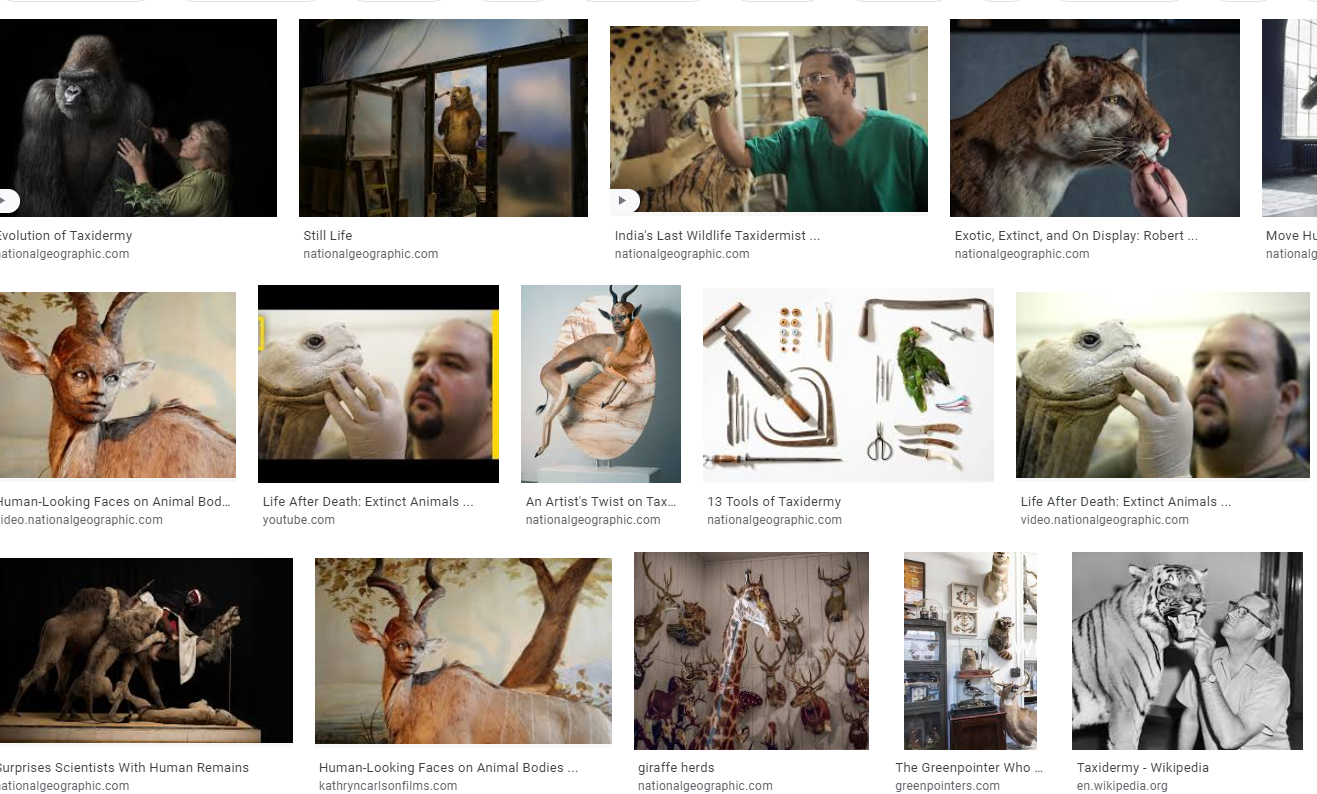 Evolution of Taxidermy
nationalgeographic.com
Still Life
nationalgeographic.com
India's Last Wildlife Taxidermist ...
nationalgeographic.com
Exotic, Extinct, and On Display: Robert ...
nationalgeographic.com
Move Hu
nationalg
Human-Looking Faces on Animal Bod...
video.nationalgeographic.com
Life After Death: Extinct Animals ...
youtube.com
An Artist's Twist on Tax...
nationalgeographic.com
13 Tools of Taxidermy
nationalgeographic.com
Life After Death: Extinct Animals ...
video.nationalgeographic.com
Surprises Scientists With Human Remains
nationalgeographic.com
Human-Looking Faces on Animal Bodies ...
kathryncarlsonfilms.com
giraffe herds
nationalgeographic.com
The Greenpointer Who ...
greenpointers.com
Taxidermy - Wikipedia
en.wikipedia.org